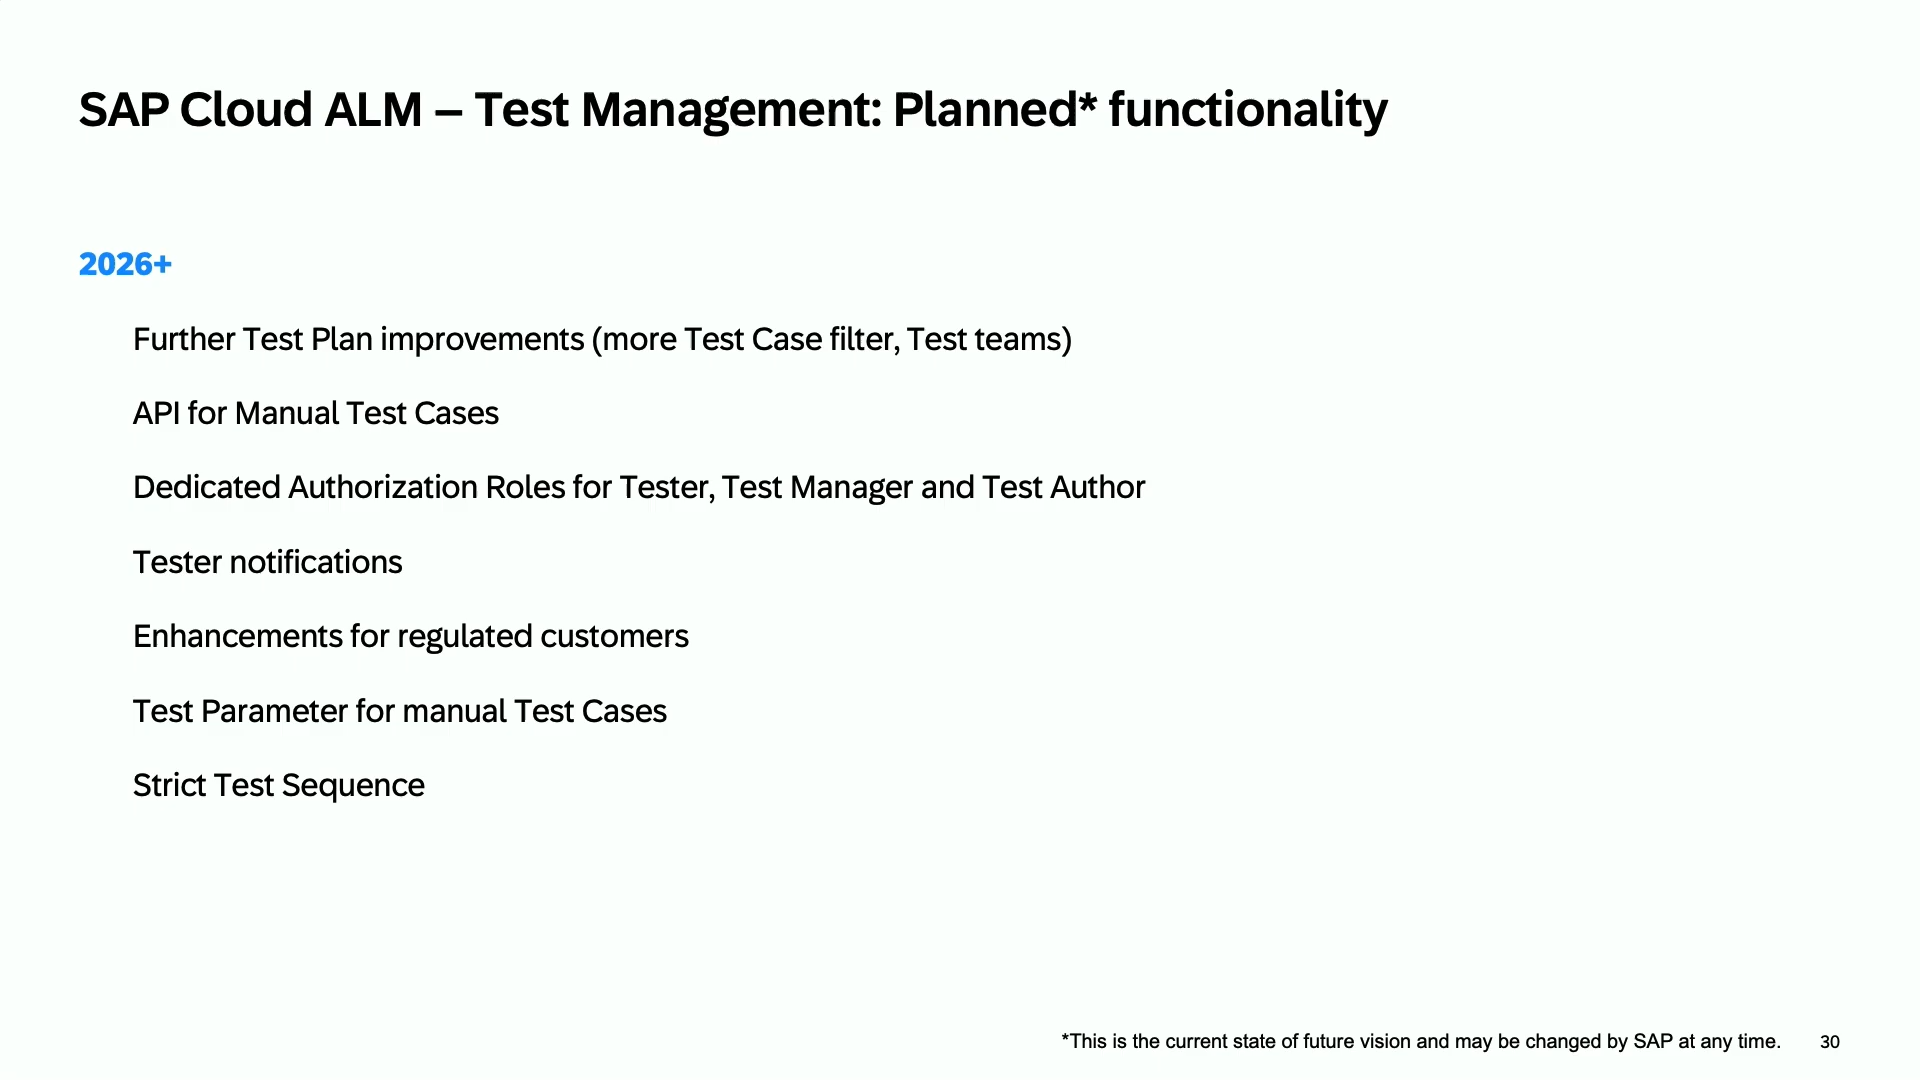 SAP Cloud ALM – Test Management: Planned* functionality
2026+
Further Test Plan improvements (more Test Case filter, Test teams)
API for Manual Test Cases
Dedicated Authorization Roles for Tester, Test Manager and Test Author
Tester notifications
Enhancements for regulated customers
Test Parameter for manual Test Cases
Strict Test Sequence
*This is the current state of future vision and may be changed by SAP at any time. 30